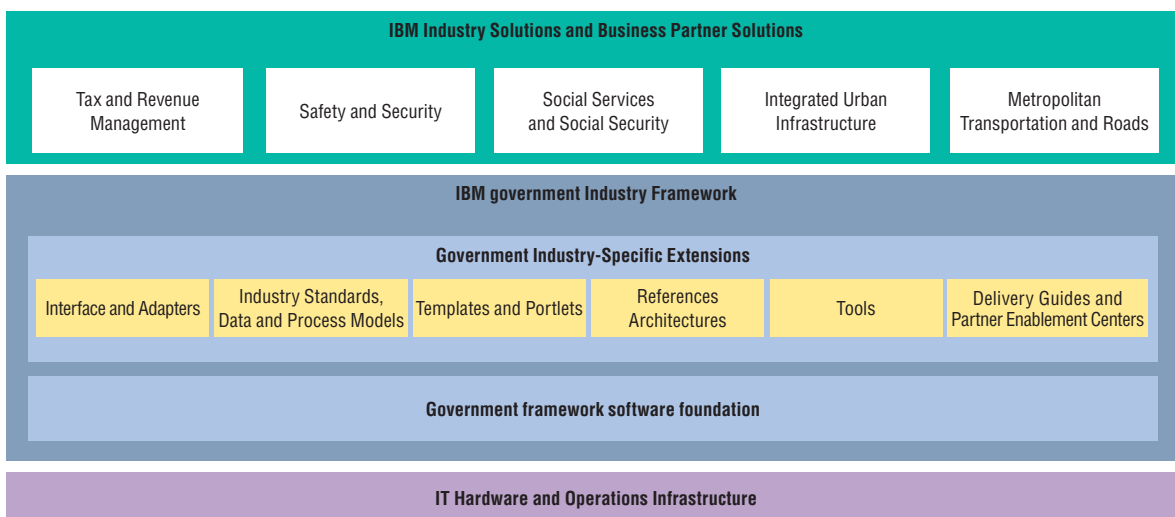 IBM Industry Solutions and Business Partner Solutions
Tax and Revenue
Management
Safety and Security
Social Services
and Social Security
Integrated Urban
Infrastructure
Metropolitan
Transportation and Roads
IBM government Industry Framework
Government Industry-Specific Extensions
Interface and Adapters
Industry Standards,
Data and Process Models
Templates and Portlets
References
Architectures
Tools
Delivery Guides and
Partner Enablement Centers
Government framework software foundation
IT Hardware and Operations Infrastructure